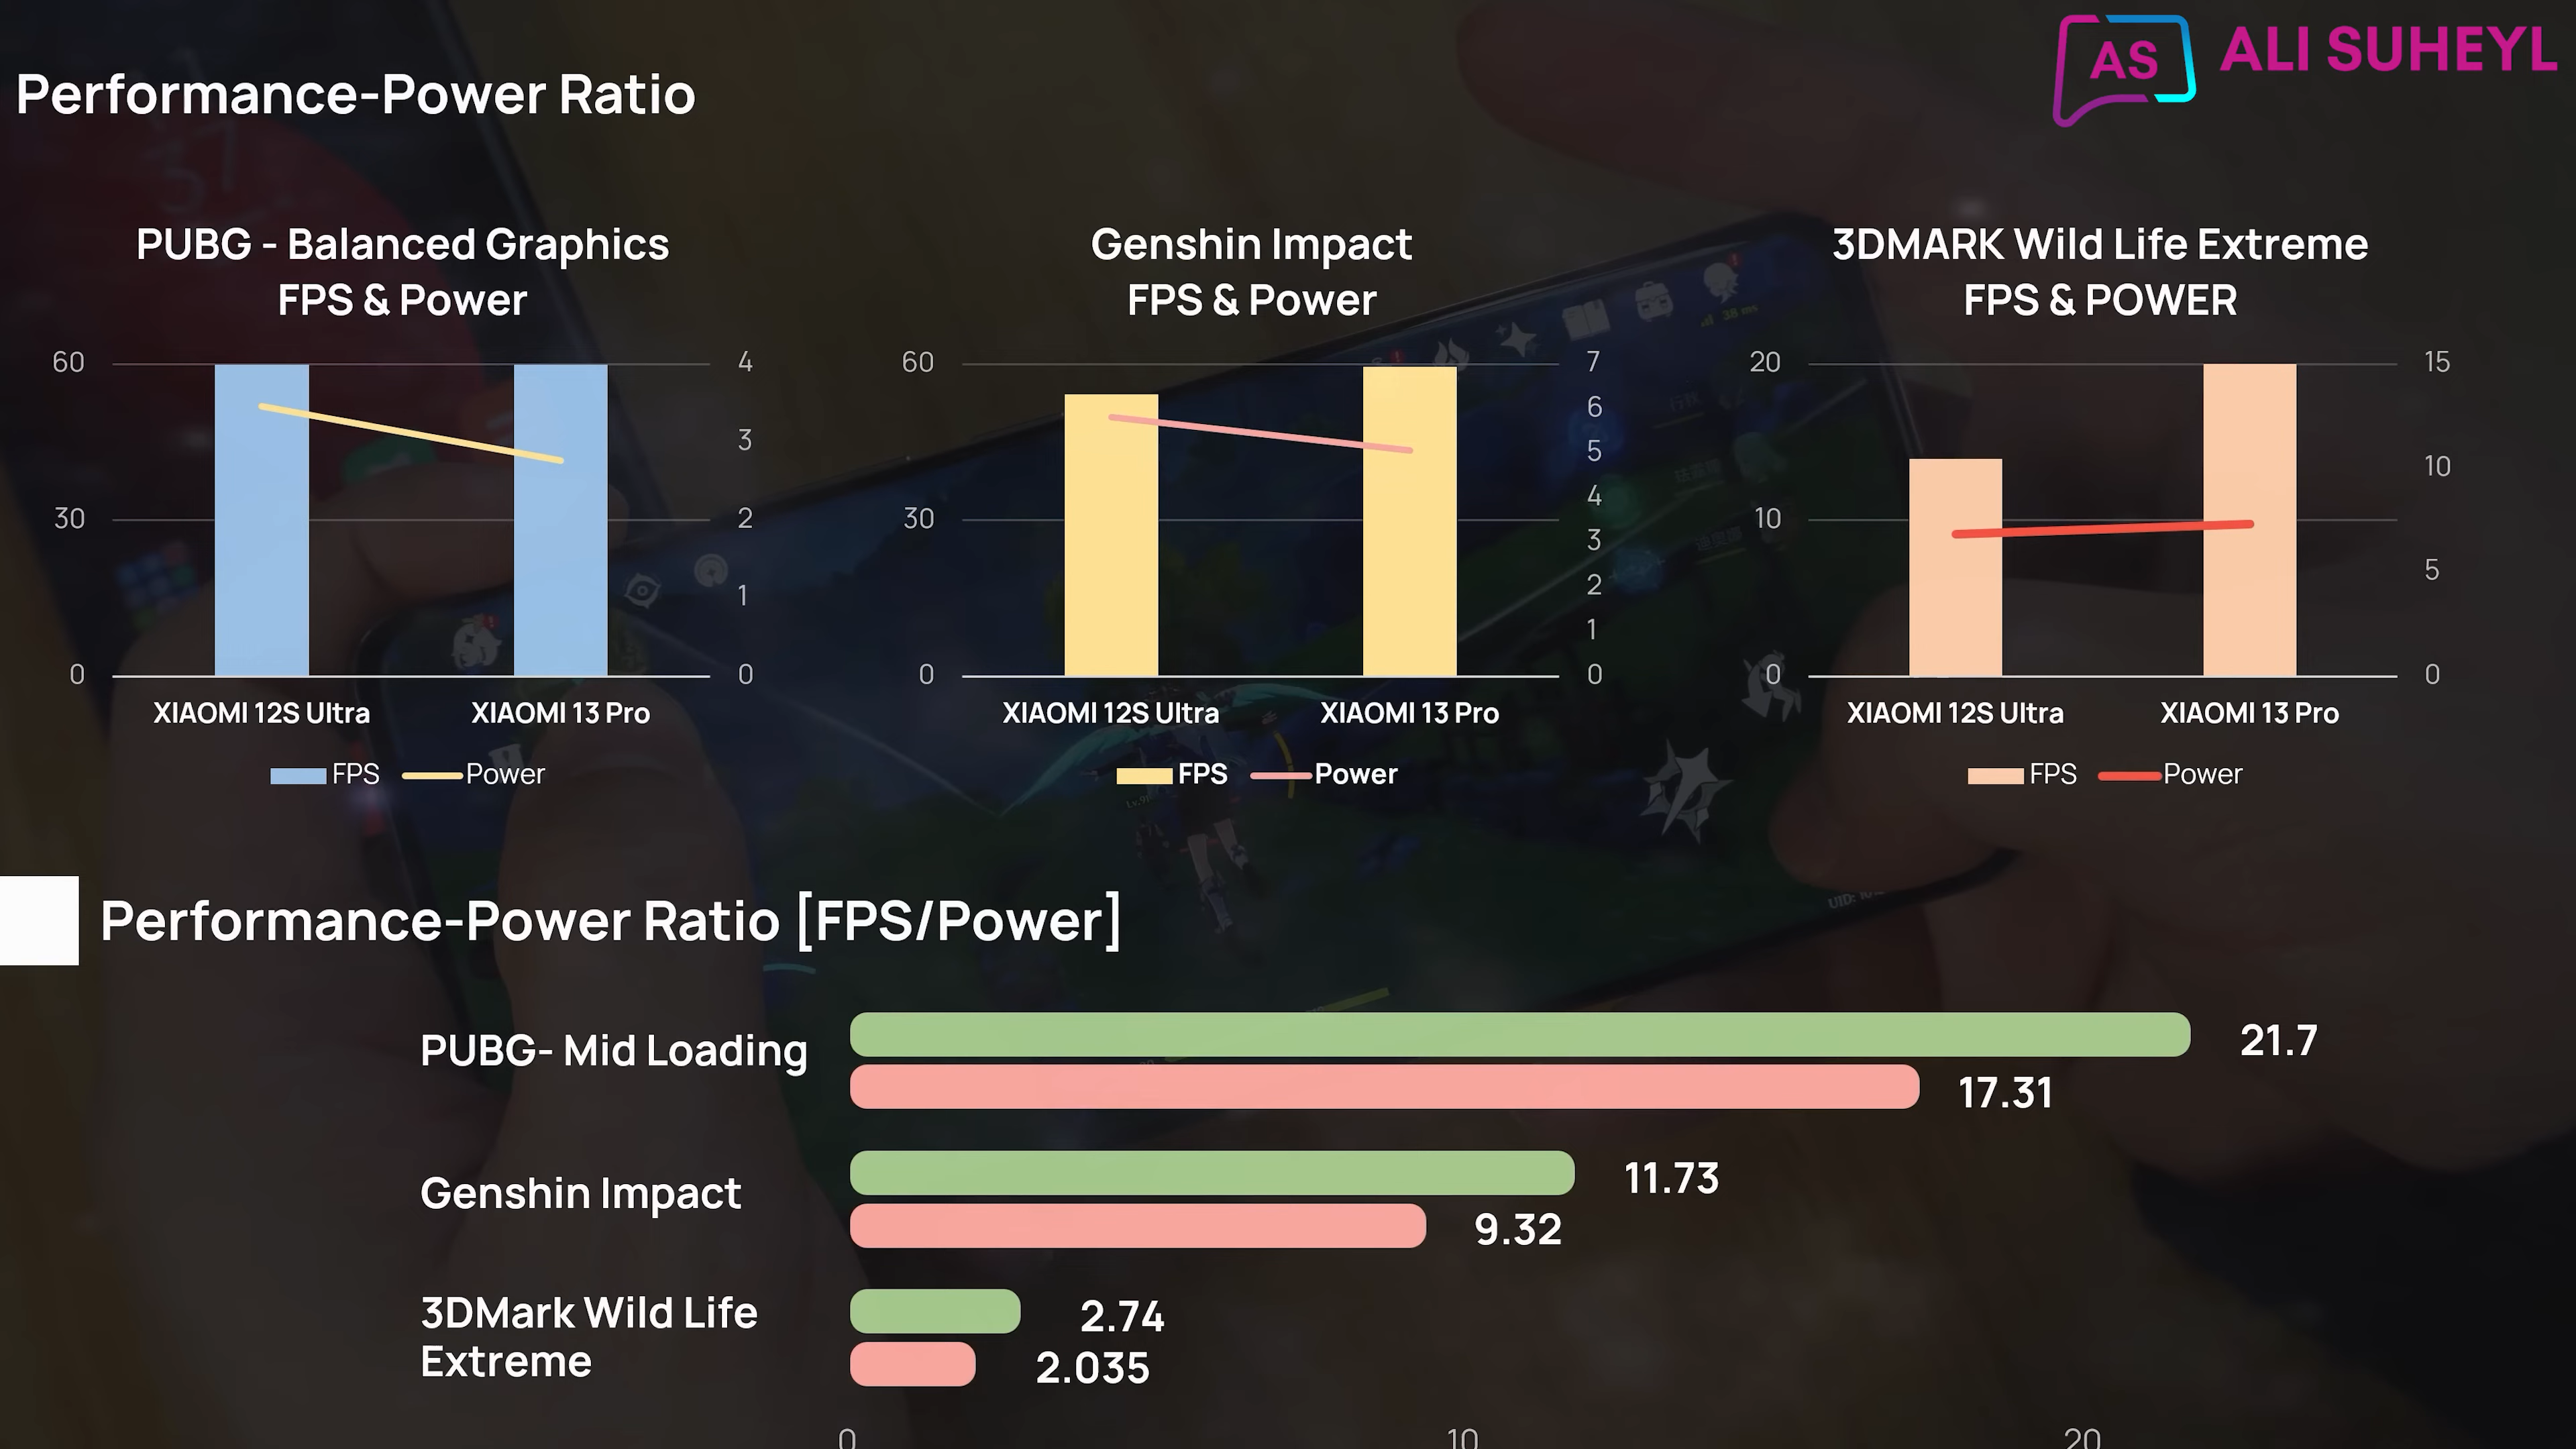 AS ALI SUHEYL
Performance-Power Ratio
PUBG - Balanced Graphics
FPS & Power
60
30
0
4
3
2
1
0
XIAOMI 12S Ultra XIAOMI 13 Pro
FPS Power
Genshin Impact
FPS & Power
60
30
0
7
6
5
4
3
2
1
0
XIAOMI 12S Ultra XIAOMI 13 Pro
FPS Power
3DMARK Wild Life Extreme
FPS & POWER
20
10
0
15
10
5
0
XIAOMI 12S Ultra XIAOMI 13 Pro
FPS Power
38 ms
Performance-Power Ratio [FPS/Power]
PUBG- Mid Loading
21.7
17.31
Genshin Impact
11.73
9.32
3DMark Wild Life
Extreme
2.74
2.035
0 10 20